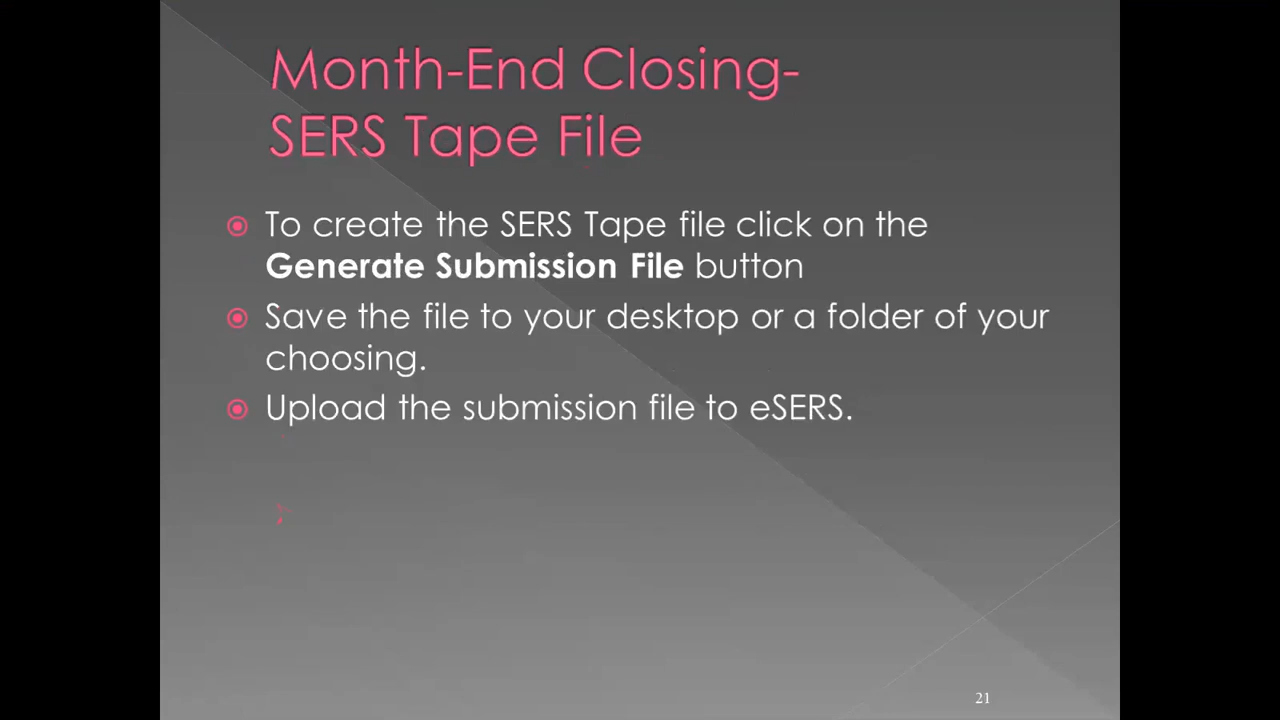 Month-End Closing-
SERS Tape File
To create the SERS Tape file click on the
Generate Submission File button
Save the file to your desktop or a folder of your
choosing.
Upload the submission file to eSERS.
21